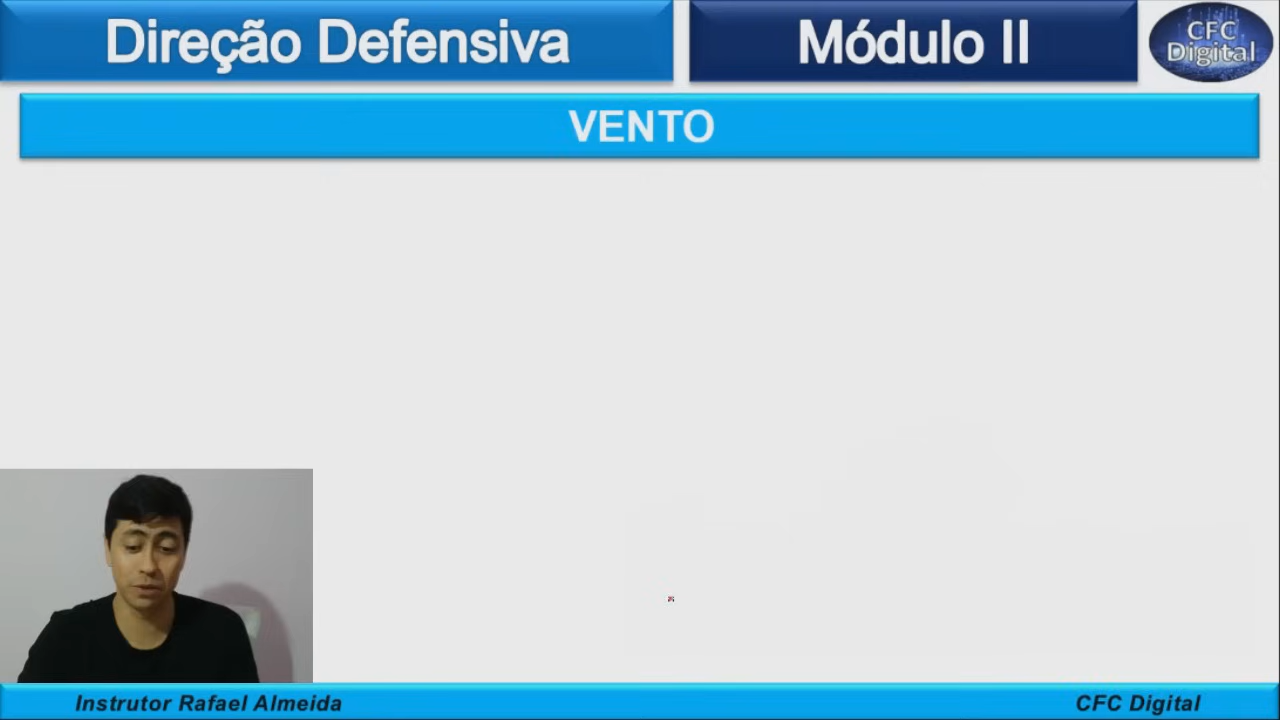 Direção Defensiva
Módulo II
CFC
Digital
VENTO
Instrutor Rafael Almeida
CFC Digital